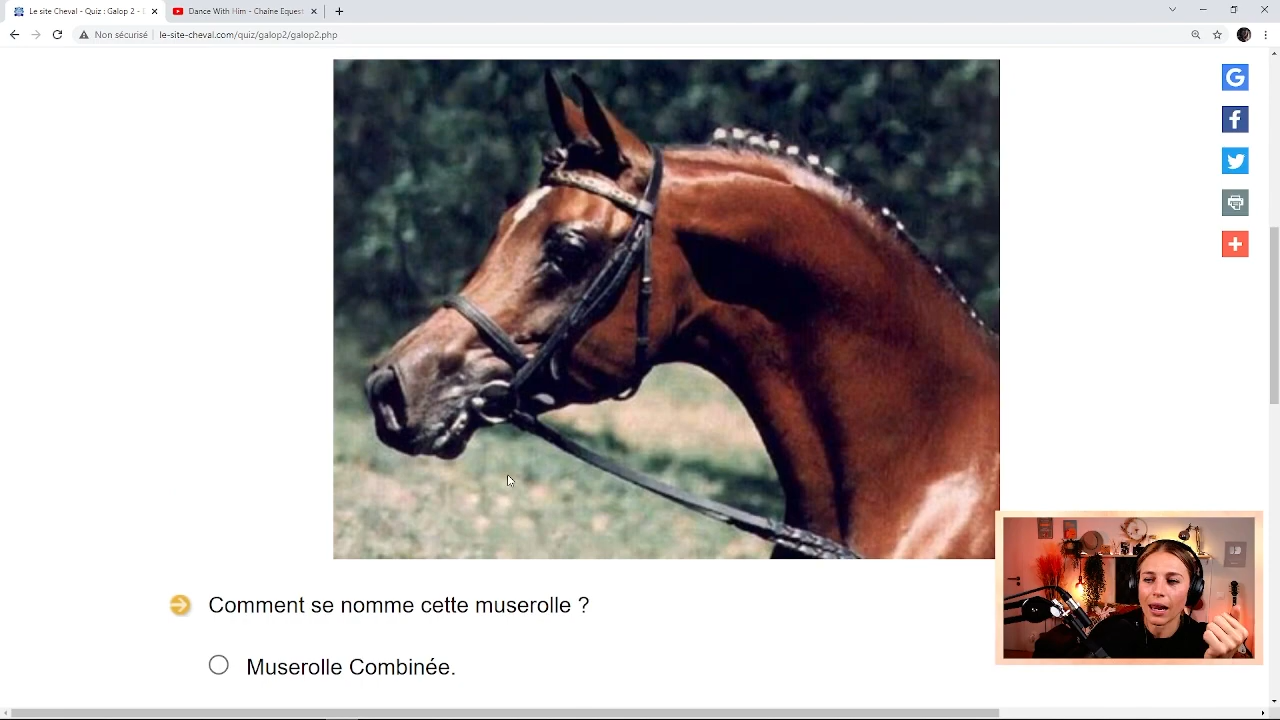 Le site Cheval - Quiz : Galop 2 -
Dance With Him - Chaîne Equest
Non sécurisé
le-site-cheval.com/quiz/galop2/galop2.php
Comment se nomme cette muserolle ?
Muserolle Combinée.